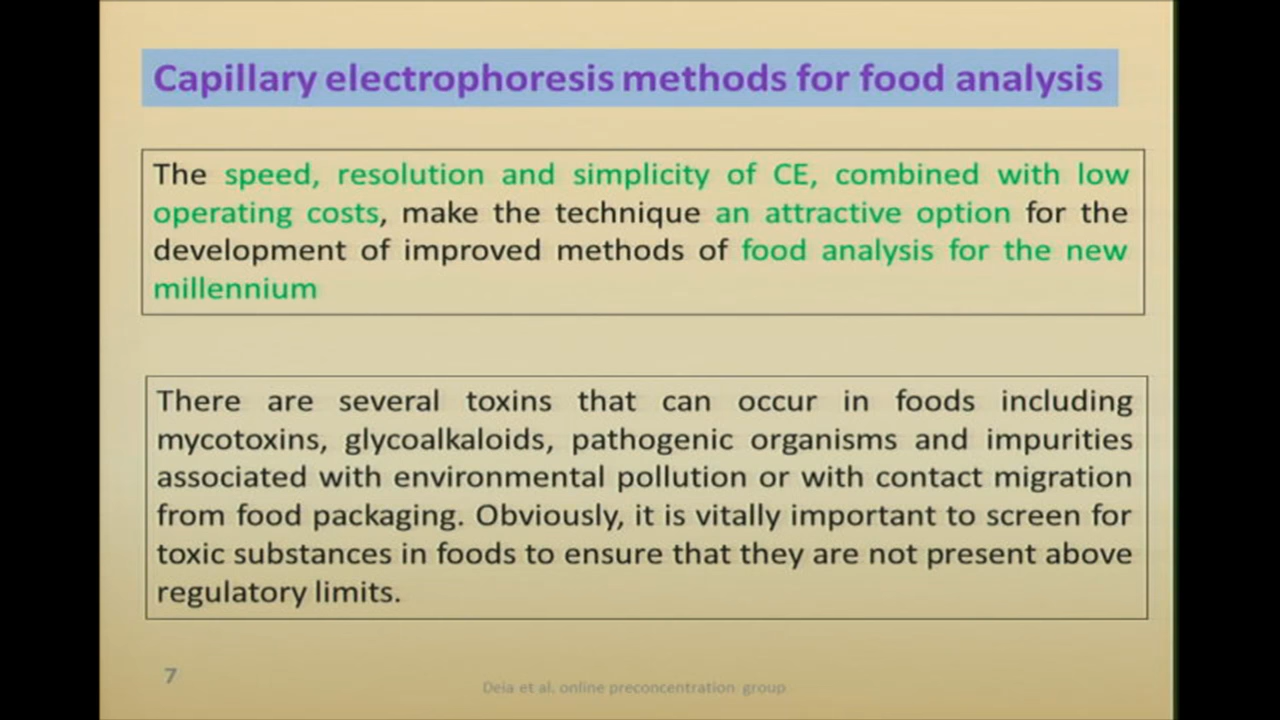 Capillary electrophoresis methods for food analysis
The speed, resolution and simplicity of CE, combined with low
operating costs, make the technique an attractive option for the
development of improved methods of food analysis for the new
millennium
There are several toxins that can occur in foods including
mycotoxins, glycoalkaloids, pathogenic organisms and impurities
associated with environmental pollution or with contact migration
from food packaging. Obviously, it is vitally important to screen for
toxic substances in foods to ensure that they are not present above
regulatory limits.
7
Deia et al. online preconcentration group